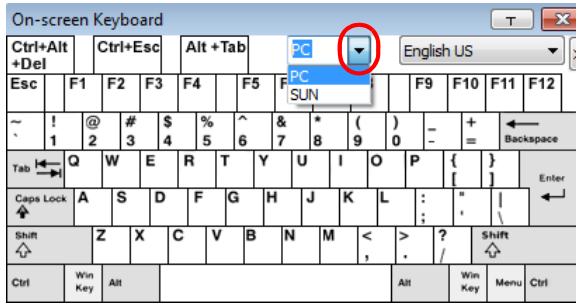 On-screen Keyboard
Ctrl+Alt +Del Ctrl+Esc Alt +Tab PC English US
PC
SUN
Esc F1 F2 F3 F4 F5 F9 F10 F11 F12
~ ! @ # $ % ^ & * ( ) _ +
` 1 2 3 4 5 6 7 8 9 0 - = Backspace
Tab Q W E R T Y U I O P { }
[ ] Enter
Caps Lock A S D F G H J K L : " |
; ' \
Shift Z X C V B N M < > ? Shift
, . /
Ctrl Win Key Alt Alt Win Key Menu Ctrl